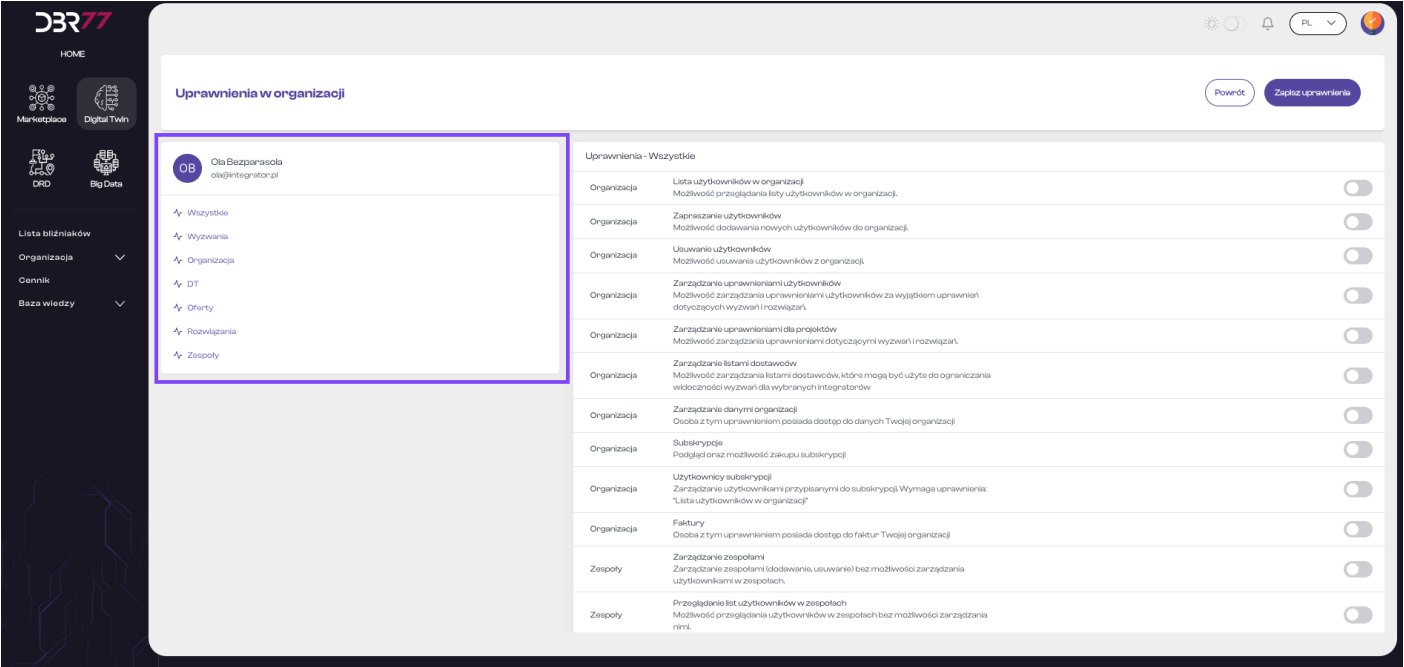 DBR77
HOME
Marketplace
Digital Twin
DRD
Big Data
Lista bliźniaków
Organizacja
Cennik
Baza wiedzy
PL
Uprawnienia w organizacji
Powrót
Zapisz uprawnienia
OB
Ola Bezparasola
ola@integrator.pl
Wszystkie
Wyzwania
Organizacja
DT
Oferty
Rozwiązania
Zespoły
Uprawnienia - Wszystkie
Organizacja
Lista użytkowników w organizacji
Możliwość przeglądania listy użytkowników w organizacji.
Organizacja
Zapraszanie użytkowników
Możliwość dodawania nowych użytkowników do organizacji.
Organizacja
Usuwanie użytkowników
Możliwość usuwania użytkowników z organizacji.
Organizacja
Zarządzanie uprawnieniami użytkowników
Możliwość zarządzania uprawnieniami użytkowników za wyjątkiem uprawnień
dotyczących wyzwań i rozwiązań.
Organizacja
Zarządzanie uprawnieniami dla projektów
Możliwość zarządzania uprawnieniami dotyczącymi wyzwań i rozwiązań.
Organizacja
Zarządzanie listami dostawców
Możliwość zarządzania listami dostawców, które mogą być użyte do ograniczania
widoczności wyzwań dla wybranych integratorów
Organizacja
Zarządzanie danymi organizacji
Osoba z tym uprawnieniem posiada dostęp do danych Twojej organizacji
Organizacja
Subskrypcje
Podgląd oraz możliwość zakupu subskrypcji
Organizacja
Użytkownicy subskrypcji
Zarządzanie użytkownikami przypisanymi do subskrypcji. Wymaga uprawnienia:
"Lista użytkowników w organizacji"
Organizacja
Faktury
Osoba z tym uprawnieniem posiada dostęp do faktur Twojej organizacji
Zespoły
Zarządzanie zespołami
Zarządzanie zespołami (dodawanie, usuwanie) bez możliwości zarządzania
użytkownikami w zespołach.
Zespoły
Przeglądanie list użytkowników w zespołach
Możliwość przeglądania użytkowników w zespołach bez możliwości zarządzania
nimi.